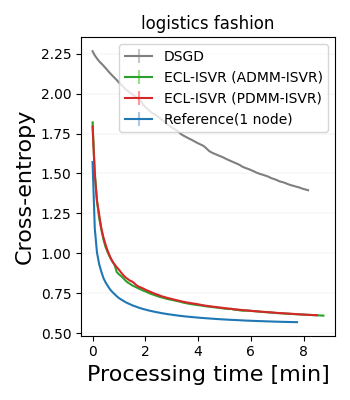 logistics fashion
DSGD
ECL-ISVR (ADMM-ISVR)
ECL-ISVR (PDMM-ISVR)
Reference(1 node)
Cross-entropy
2.25
2.00
1.75
1.50
1.25
1.00
0.75
0.50
0 2 4 6 8
Processing time [min]